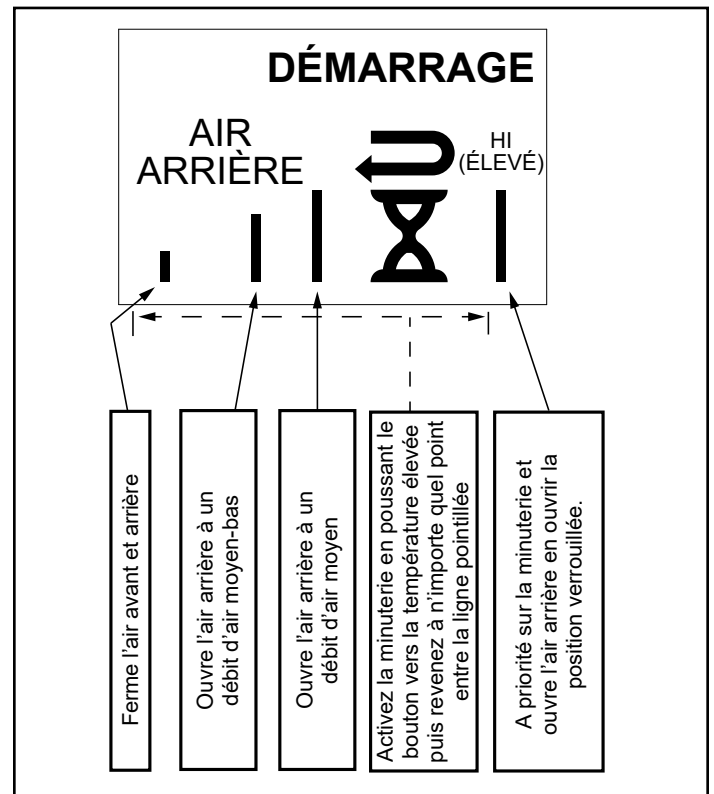 DÉMARRAGE
AIR
ARRIÈRE
HI
(ÉLEVÉ)
Ferme l’air avant et arrière
Ouvre l’air arrière à un
débit d’air moyen-bas
Ouvre l’air arrière à un
débit d’air moyen
Activez la minuterie en poussant le
bouton vers la température élevée
puis revenez à n’importe quel point
entre la ligne pointillée
A priorité sur la minuterie et
ouvre l’air arrière en ouvrir la
position verrouillée.